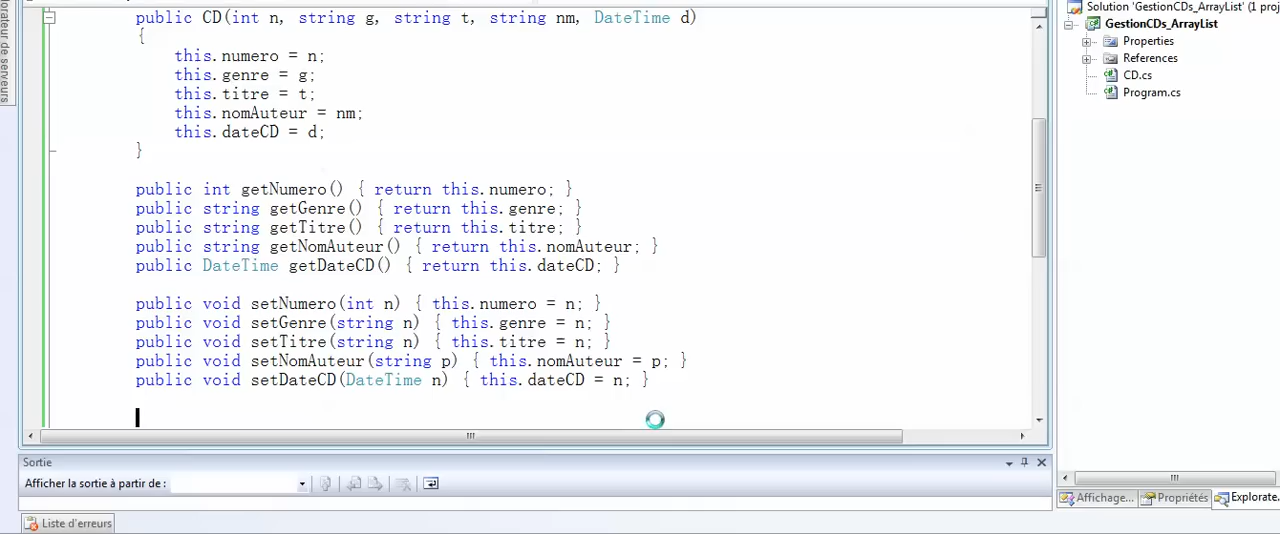 public CD(int n, string g, string t, string nm, DateTime d)
{
this.numero = n;
this.genre = g;
this.titre = t;
this.nomAuteur = nm;
this.dateCD = d;
}
public int getNumero() { return this.numero; }
public string getGenre() { return this.genre; }
public string getTitre() { return this.titre; }
public string getNomAuteur() { return this.nomAuteur; }
public DateTime getDateCD() { return this.dateCD; }
public void setNumero(int n) { this.numero = n; }
public void setGenre(string n) { this.genre = n; }
public void setTitre(string n) { this.titre = n; }
public void setNomAuteur(string p) { this.nomAuteur = p; }
public void setDateCD(DateTime n) { this.dateCD = n; }
Sortie
Afficher la sortie à partir de :
Liste d'erreurs
Solution 'GestionCDs_ArrayList' (1 proj
GestionCDs_ArrayList
Properties
References
CD.cs
Program.cs
Affichage...
Propriétés
Explorate.